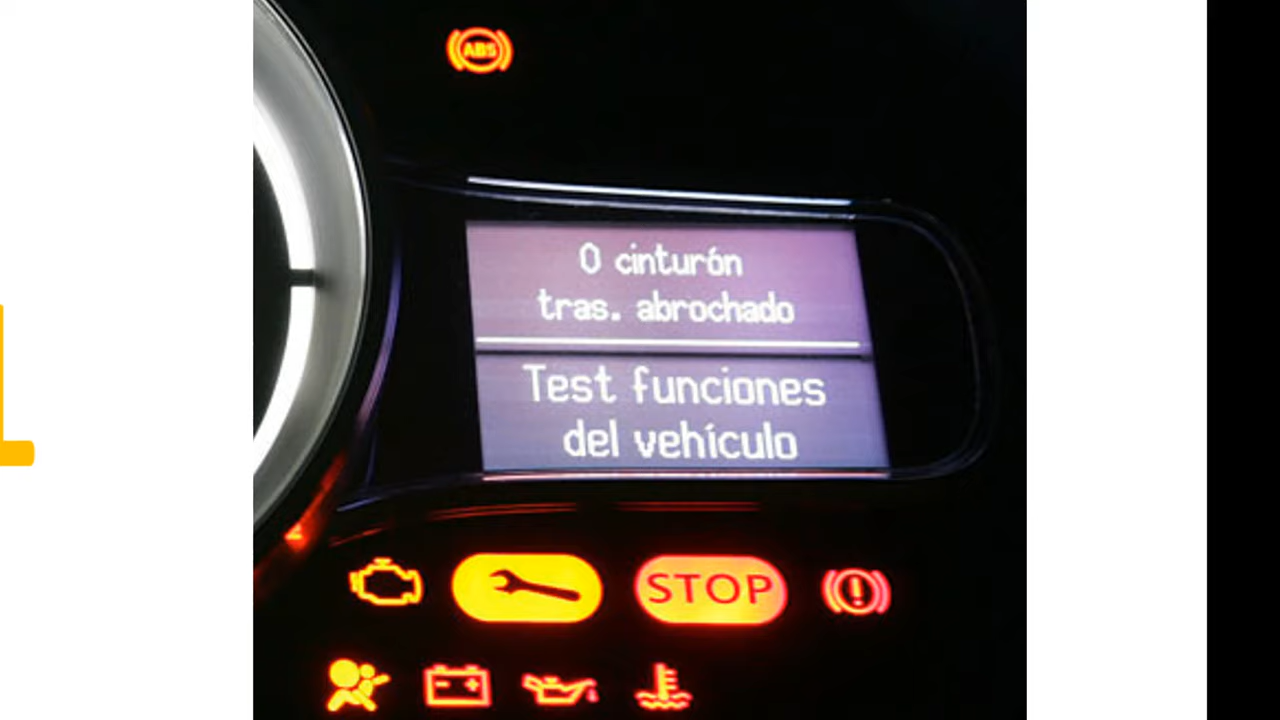 ABS
0 cinturón
tras. abrochado
Test funciones
del vehículo
STOP